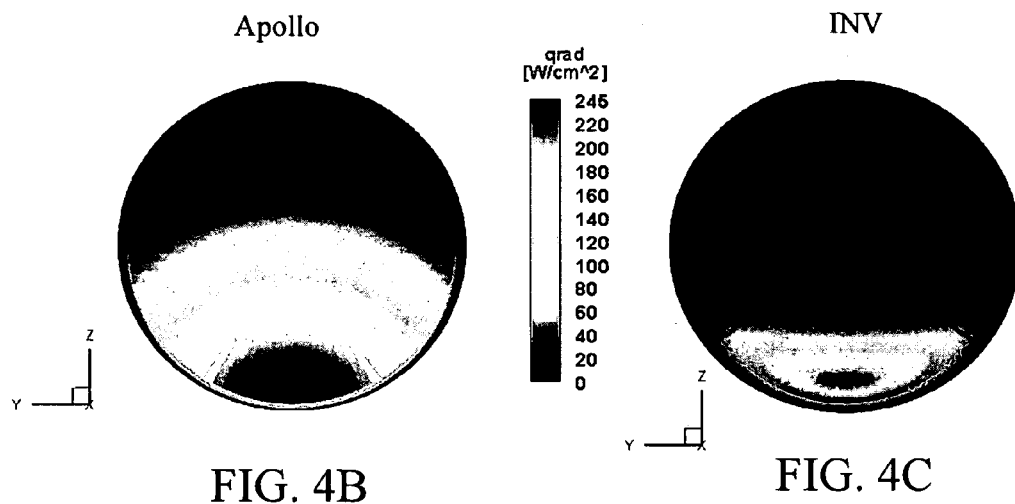 Apollo
INV
qrad
[W/cm^2]
245
220
200
180
160
140
120
100
80
60
40
20
0
Z
Y
X
Z
Y
X
FIG. 4B
FIG. 4C